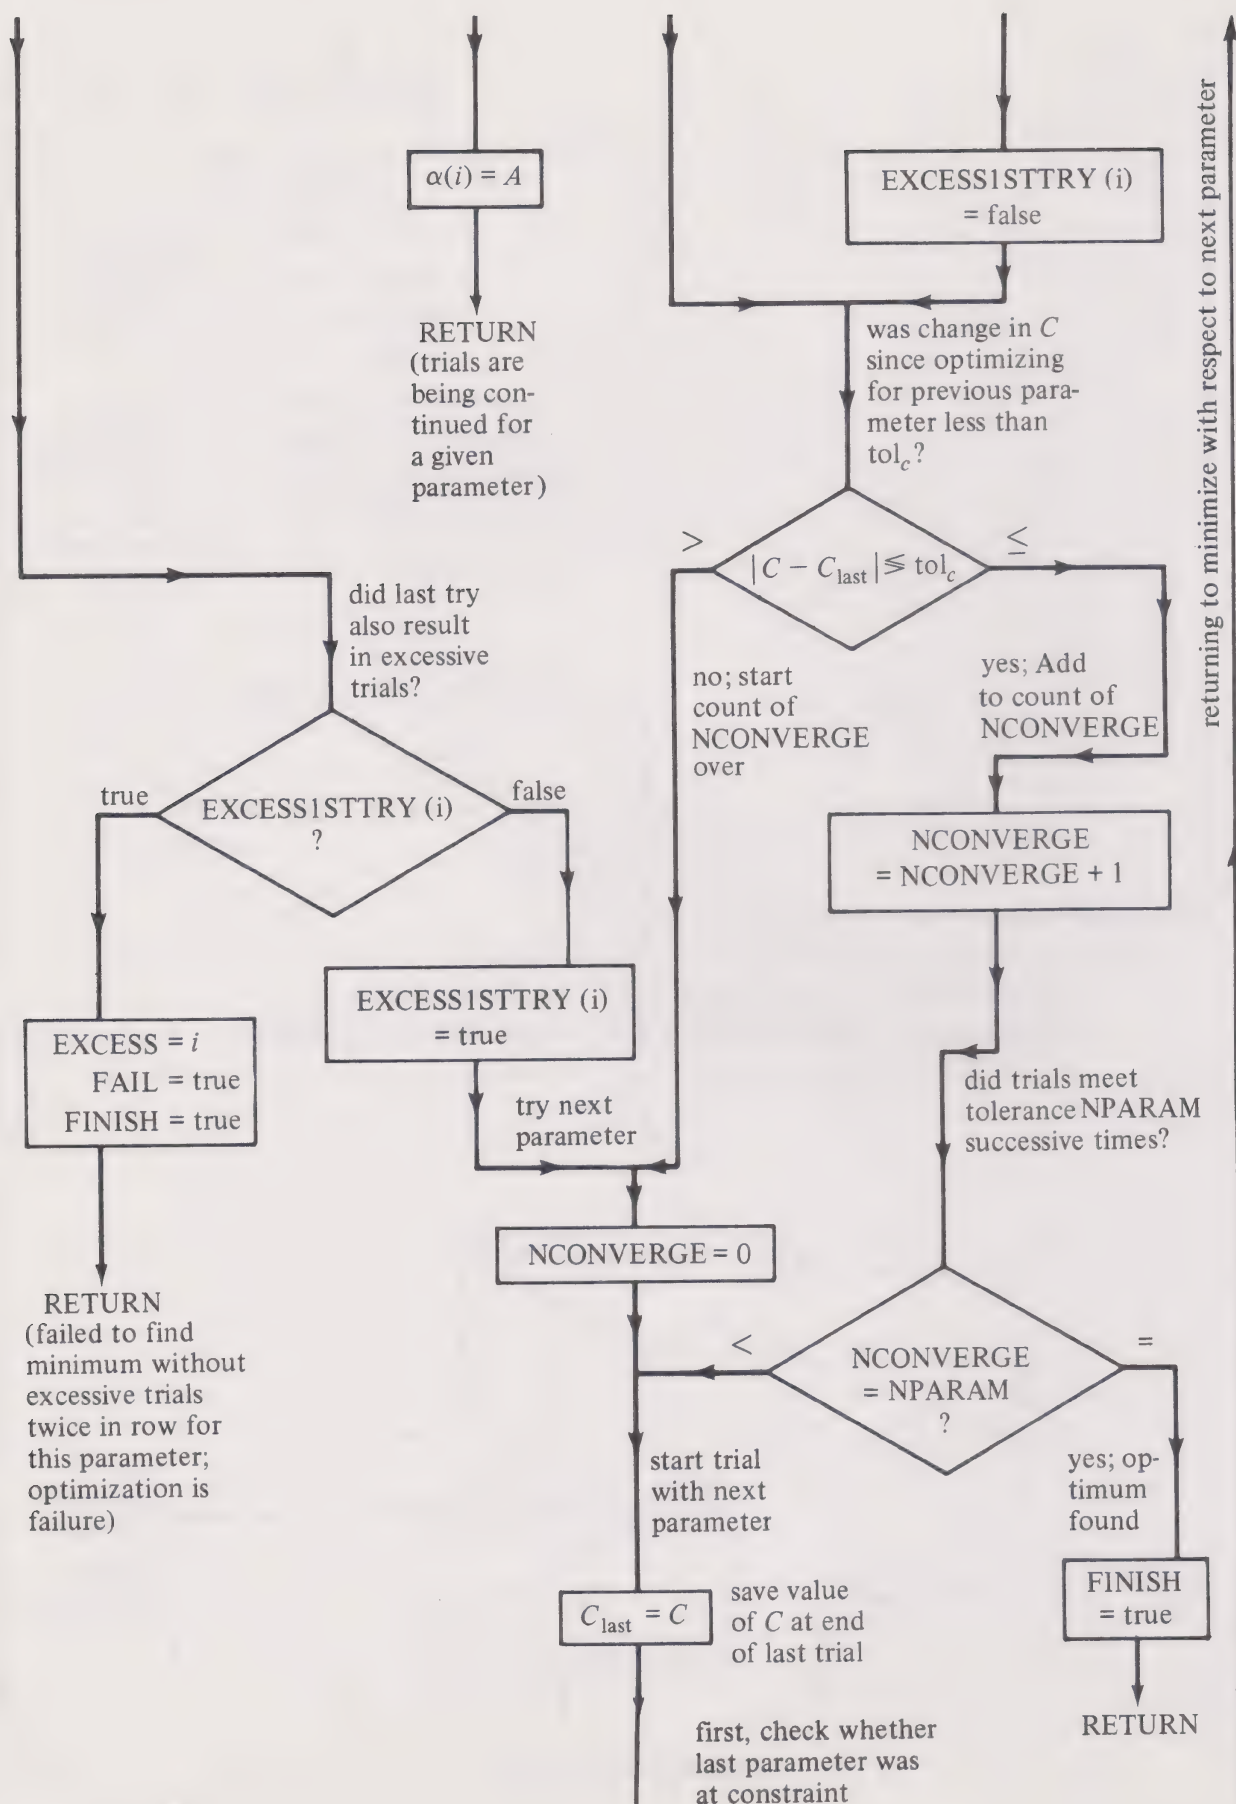 α(i) = A
RETURN
(trials are
being con-
tinued for
a given
parameter)
EXCESS1STTRY (i)
= false
returning to minimize with respect to next parameter
was change in C
since optimizing
for previous para-
meter less than
tol_c?
>
|C − C_last| ≦ tol_c
≤
did last try
also result
in excessive
trials?
no; start
count of
NCONVERGE
over
yes; Add
to count of
NCONVERGE
true
EXCESS1STTRY (i)
?
false
NCONVERGE
= NCONVERGE + 1
EXCESS1STTRY (i)
= true
EXCESS = i
FAIL = true
FINISH = true
try next
parameter
did trials meet
tolerance NPARAM
successive times?
NCONVERGE = 0
RETURN
(failed to find
minimum without
excessive trials
twice in row for
this parameter;
optimization is
failure)
<
NCONVERGE
= NPARAM
?
=
start trial
with next
parameter
yes; op-
timum
found
C_last = C
save value
of C at end
of last trial
FINISH
= true
RETURN
first, check whether
last parameter was
at constraint